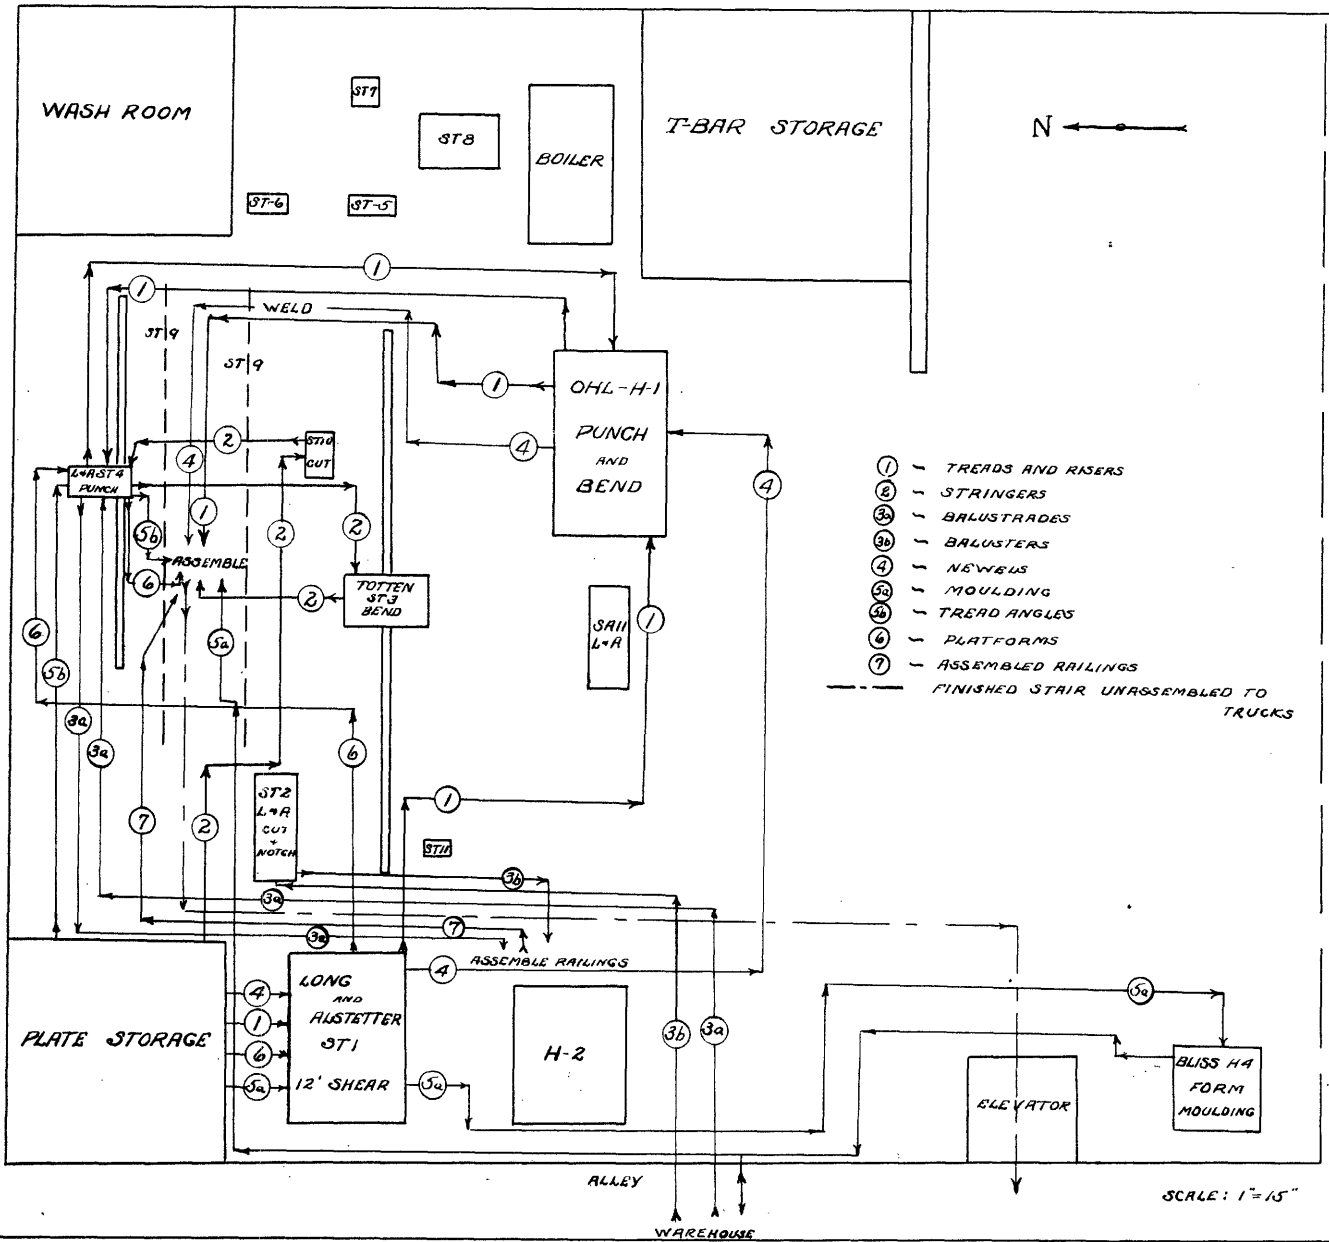 WASH ROOM
ST7
ST8
BOILER
T-BAR STORAGE
N
ST-6
ST-5
1
1
WELD
ST 9
ST 9
OHL-H-1
PUNCH
AND
BEND
1
4
2
ST10
CUT
4
1
L&A-ST4
PUNCH
5b
2
2
4
ASSEMBLE
6
2
TOTTEN
ST3
BEND
SA11
L&A
1
6
5b
5a
3a
3a
6
7
2
1 - TREADS AND RISERS
2 - STRINGERS
3a - BALUSTRADES
3b - BALUSTERS
4 - NEWELS
5a - MOULDING
5b - TREAD ANGLES
6 - PLATFORMS
7 - ASSEMBLED RAILINGS
FINISHED STAIR UNASSEMBLED TO
TRUCKS
ST2
L&A
CUT
+
NOTCH
1
ST11
3b
3a
7
3a
ASSEMBLE RAILINGS
4
PLATE STORAGE
4
1
6
5a
LONG
AND
ALSTETTER
ST1
12' SHEAR
5a
H-2
3b
3a
5a
BLISS H4
FORM
MOULDING
ELEVATOR
ALLEY
WAREHOUSE
SCALE: 1"=15"